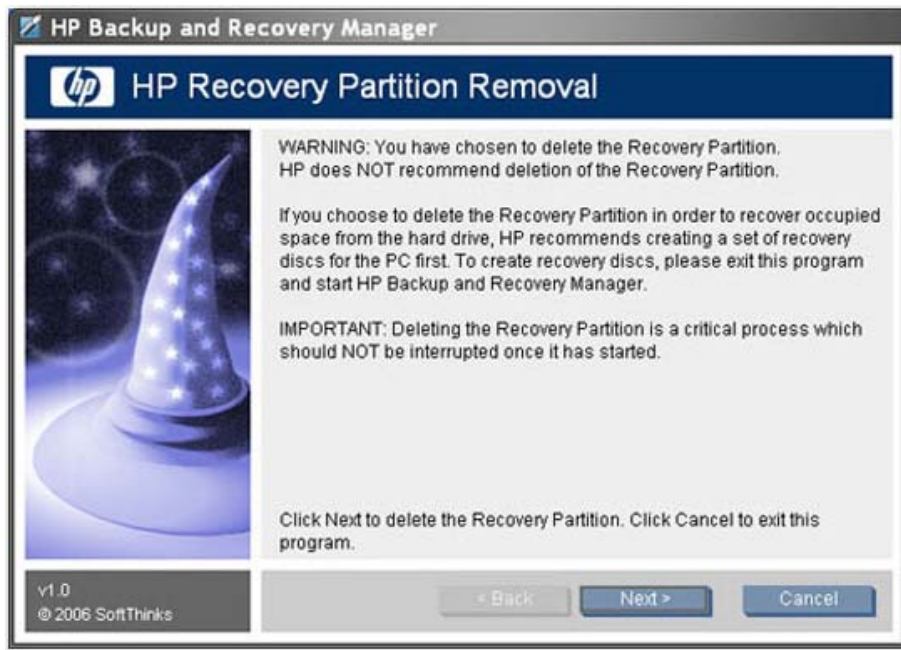 HP Backup and Recovery Manager
hp
HP Recovery Partition Removal
WARNING: You have chosen to delete the Recovery Partition.
HP does NOT recommend deletion of the Recovery Partition.
If you choose to delete the Recovery Partition in order to recover occupied
space from the hard drive, HP recommends creating a set of recovery
discs for the PC first. To create recovery discs, please exit this program
and start HP Backup and Recovery Manager.
IMPORTANT: Deleting the Recovery Partition is a critical process which
should NOT be interrupted once it has started.
Click Next to delete the Recovery Partition. Click Cancel to exit this
program.
v1.0
© 2006 SoftThinks
< Back
Next >
Cancel